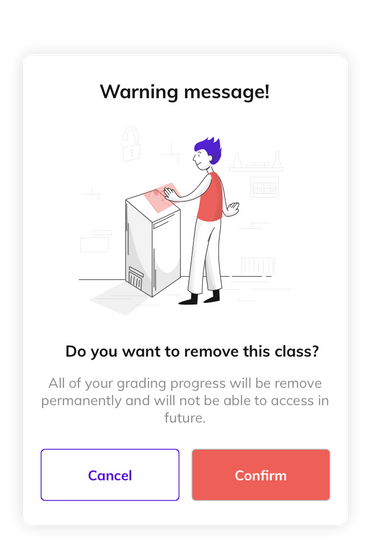 Warning message!
Do you want to remove this class?
All of your grading progress will be remove
permanently and will not be able to access in
future.
Cancel
Confirm